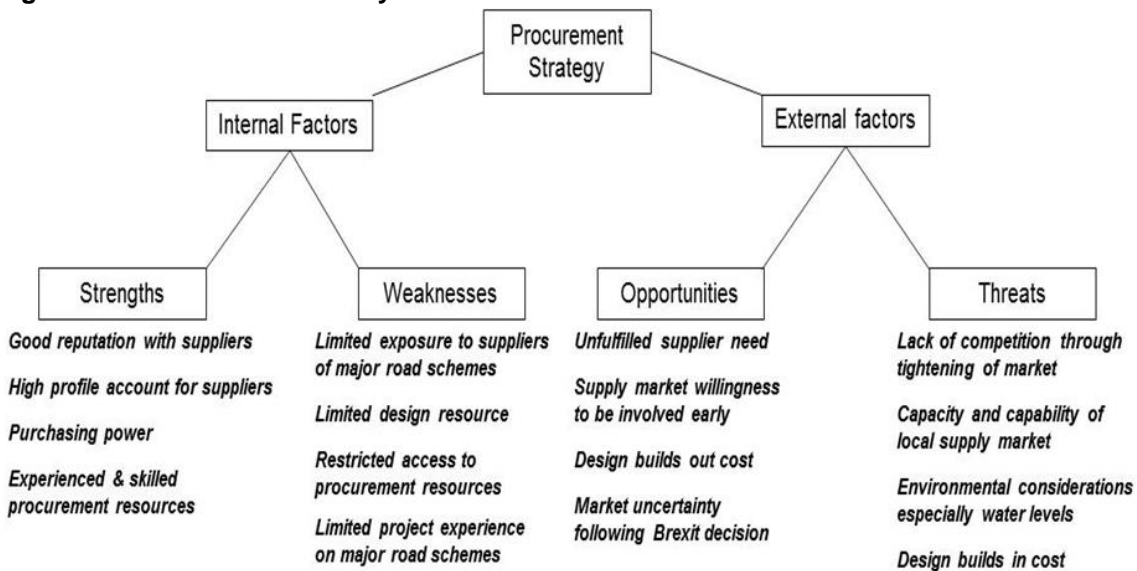 Procurement
Strategy
Internal Factors
External factors
Strengths
Weaknesses
Opportunities
Threats
Good reputation with suppliers
High profile account for suppliers
Purchasing power
Experienced & skilled
procurement resources
Limited exposure to suppliers
of major road schemes
Limited design resource
Restricted access to
procurement resources
Limited project experience
on major road schemes
Unfulfilled supplier need
Supply market willingness
to be involved early
Design builds out cost
Market uncertainty
following Brexit decision
Lack of competition through
tightening of market
Capacity and capability of
local supply market
Environmental considerations
especially water levels
Design builds in cost